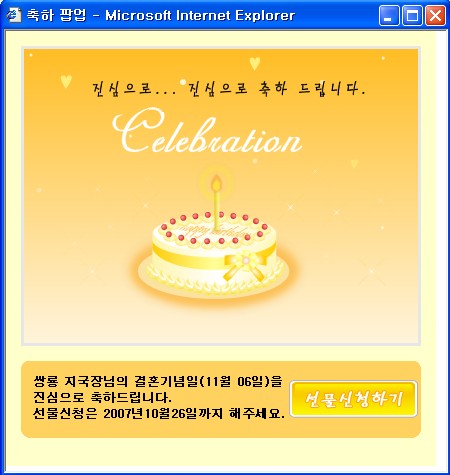 축하 팝업 - Microsoft Internet Explorer
진심으로... 진심으로 축하 드립니다.
Celebration
happy birthday
쌍룡 지국장님의 결혼기념일(11월 06일)을
진심으로 축하드립니다.
선물신청은 2007년10월26일까지 해주세요.
선물신청하기